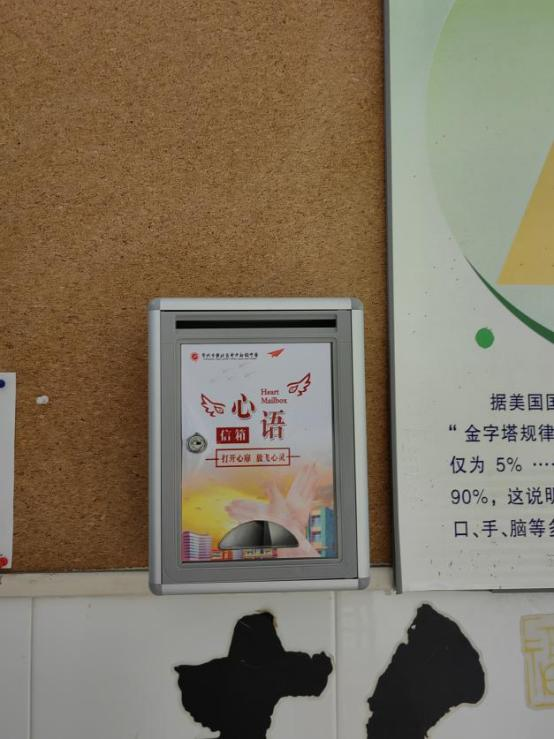 Heart
Mailbox
心语
信箱
打开心扉 放飞心灵
据美国国
“金字塔规律
仅为 5% ……
90%，这说明
口、手、脑等多